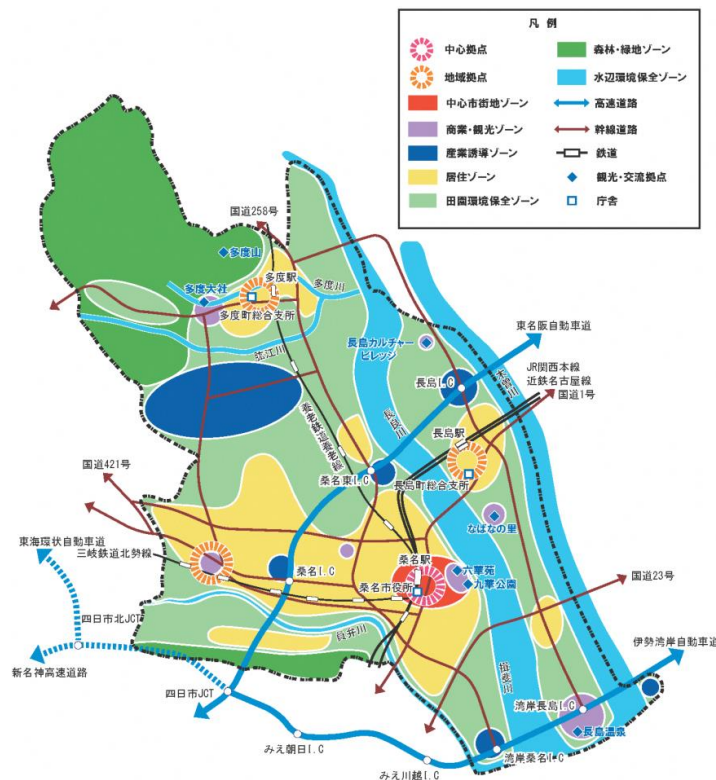 凡 例
中心拠点
地域拠点
中心市街地ゾーン
商業・観光ゾーン
産業誘導ゾーン
居住ゾーン
田園環境保全ゾーン
森林・緑地ゾーン
水辺環境保全ゾーン
高速道路
幹線道路
鉄道
観光・交流拠点
庁舎
国道258号
多度山
多度駅
多度川
多度大社
多度町総合支所
肱江川
長島カルチャー
ビレッジ
東名阪自動車道
木曽川
JR関西本線
近鉄名古屋線
国道1号
長島I.C
長良川
養老鉄道養老線
長島駅
国道421号
桑名東I.C
長島町総合支所
なばなの里
東海環状自動車道
三岐鉄道北勢線
桑名駅
六華苑
九華公園
桑名I.C
桑名市役所
国道23号
四日市北JCT
員弁川
伊勢湾岸自動車道
新名神高速道路
揖斐川
四日市JCT
湾岸長島I.C
長島温泉
みえ朝日I.C
湾岸桑名I.C
みえ川越I.C